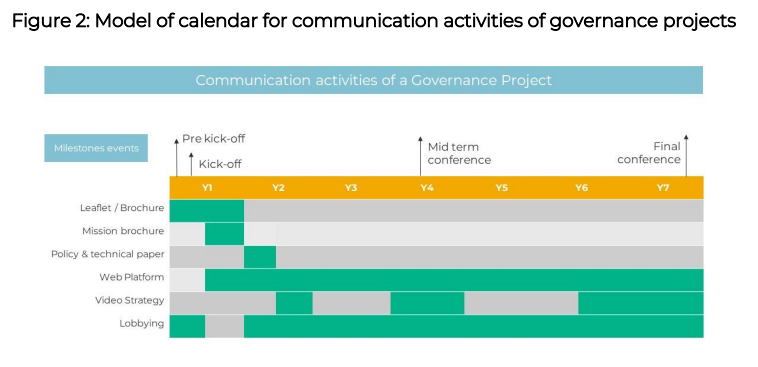 Figure 2: Model of calendar for communication activities of governance projects
Communication activities of a Governance Project
Milestones events
Pre kick-off
Kick-off
Mid term
conference
Final
conference
Y1 Y2 Y3 Y4 Y5 Y6 Y7
Leaflet / Brochure
Mission brochure
Policy & technical paper
Web Platform
Video Strategy
Lobbying